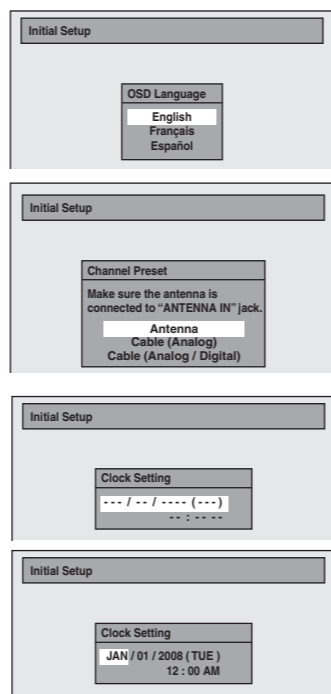 Initial Setup
OSD Language
English
Français
Español
Initial Setup
Channel Preset
Make sure the antenna is
connected to “ANTENNA IN” jack.
Antenna
Cable (Analog)
Cable (Analog / Digital)
Initial Setup
Clock Setting
- - - / - - / - - - - ( - - - )
- - : - - - -
Initial Setup
Clock Setting
JAN / 01 / 2008 ( TUE )
12 : 00 AM